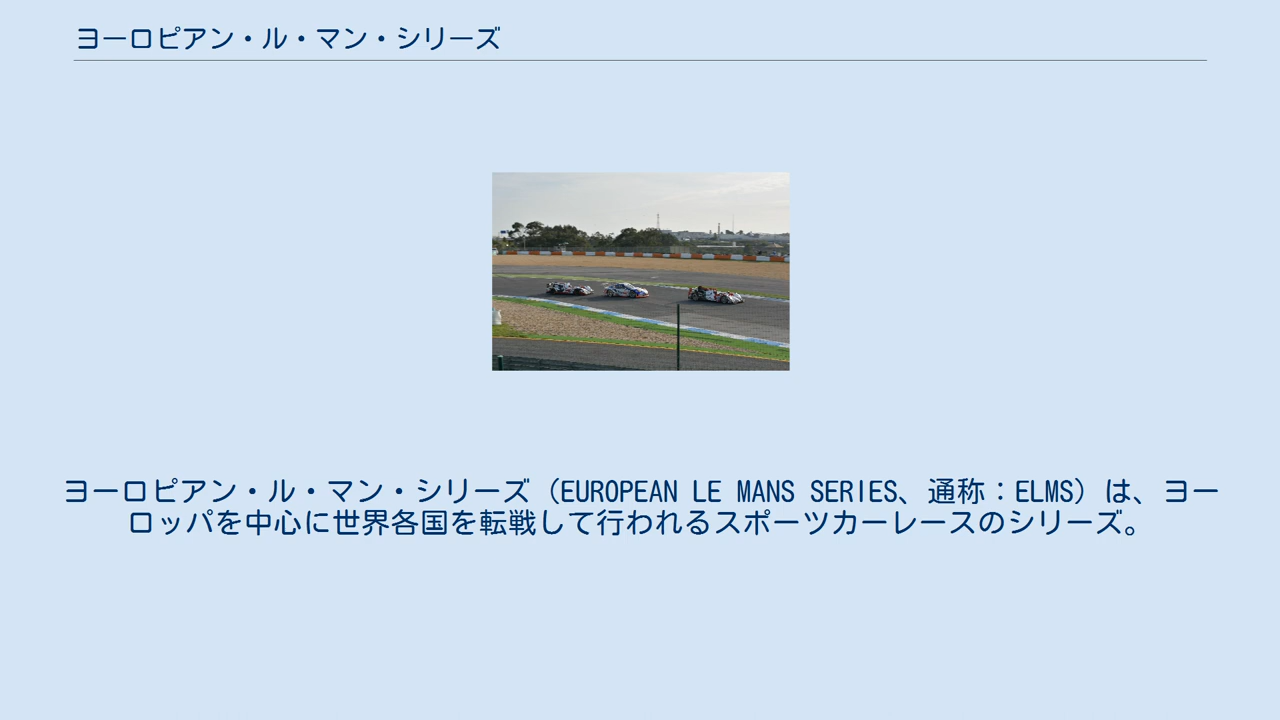 ヨーロピアン・ル・マン・シリーズ
ヨーロピアン・ル・マン・シリーズ（EUROPEAN LE MANS SERIES、通称：ELMS）は、ヨー
ロッパを中心に世界各国を転戦して行われるスポーツカーレースのシリーズ。